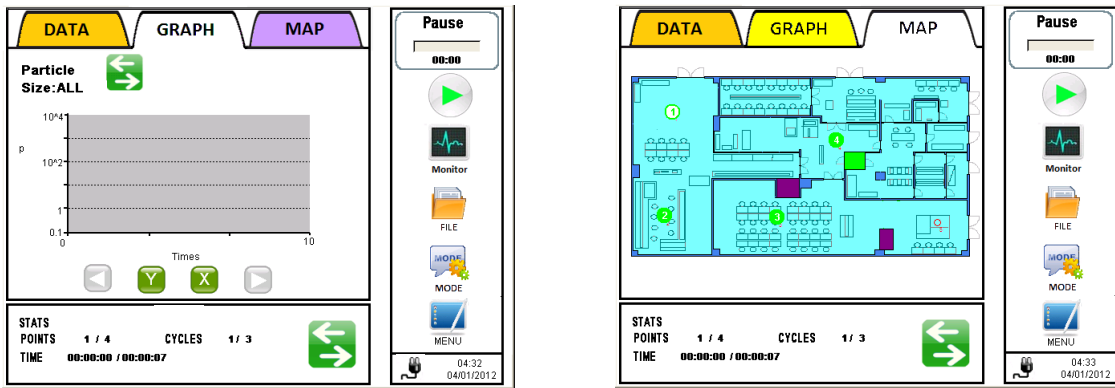 DATA GRAPH MAP
Particle
Size:ALL
10^4
p
10^2
1
0.1
0 10
Times
Y X
STATS
POINTS 1 / 4 CYCLES 1/ 3
TIME 00:00:00 / 00:00:07
Pause
00:00
Monitor
FILE
MODE
MODE
MENU
04:32
04/01/2012
DATA GRAPH MAP
1
4
2
3
STATS
POINTS 1 / 4 CYCLES 1/ 3
TIME 00:00:00 / 00:00:07
Pause
00:00
Monitor
FILE
MODE
MODE
MENU
04:33
04/01/2012